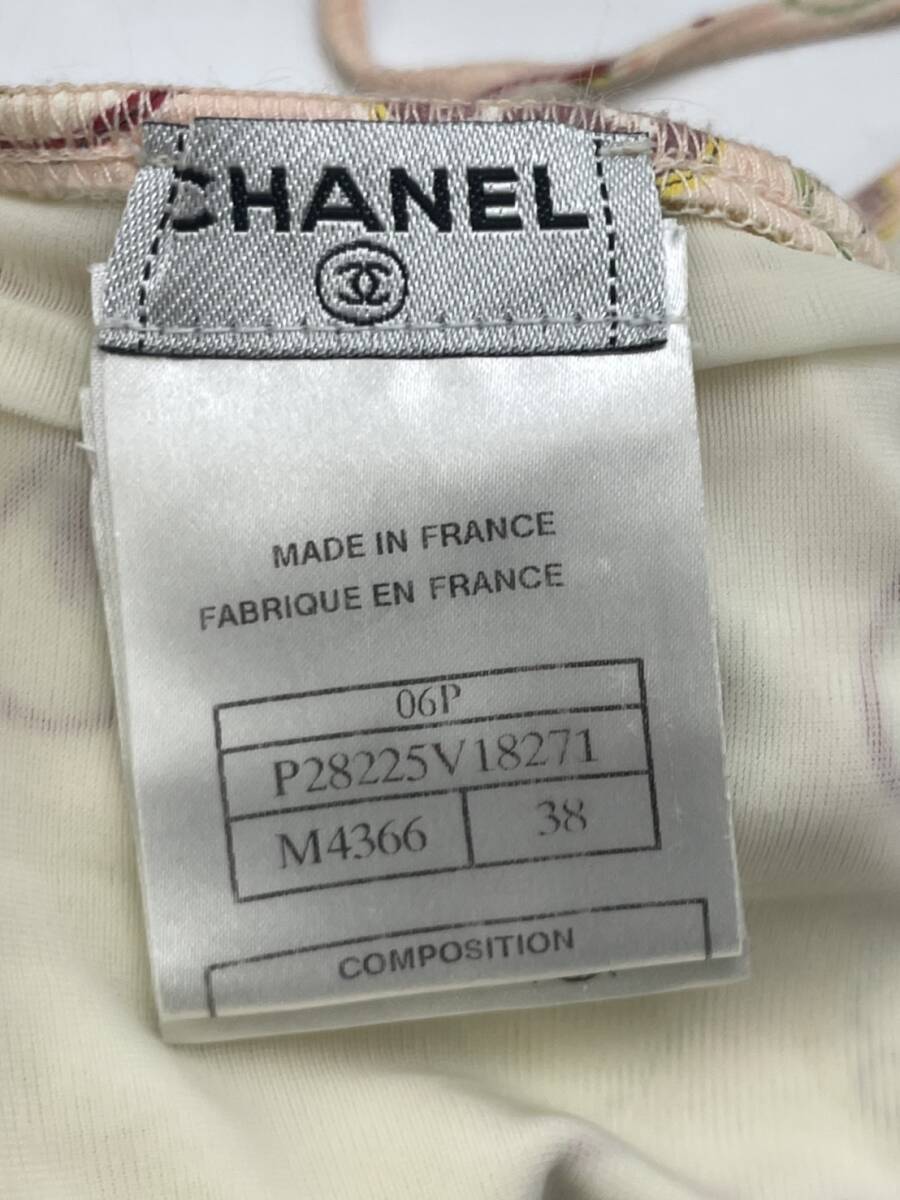 CHANEL
MADE IN FRANCE
FABRIQUE EN FRANCE
06P
P28225V18271
M4366 38
COMPOSITION